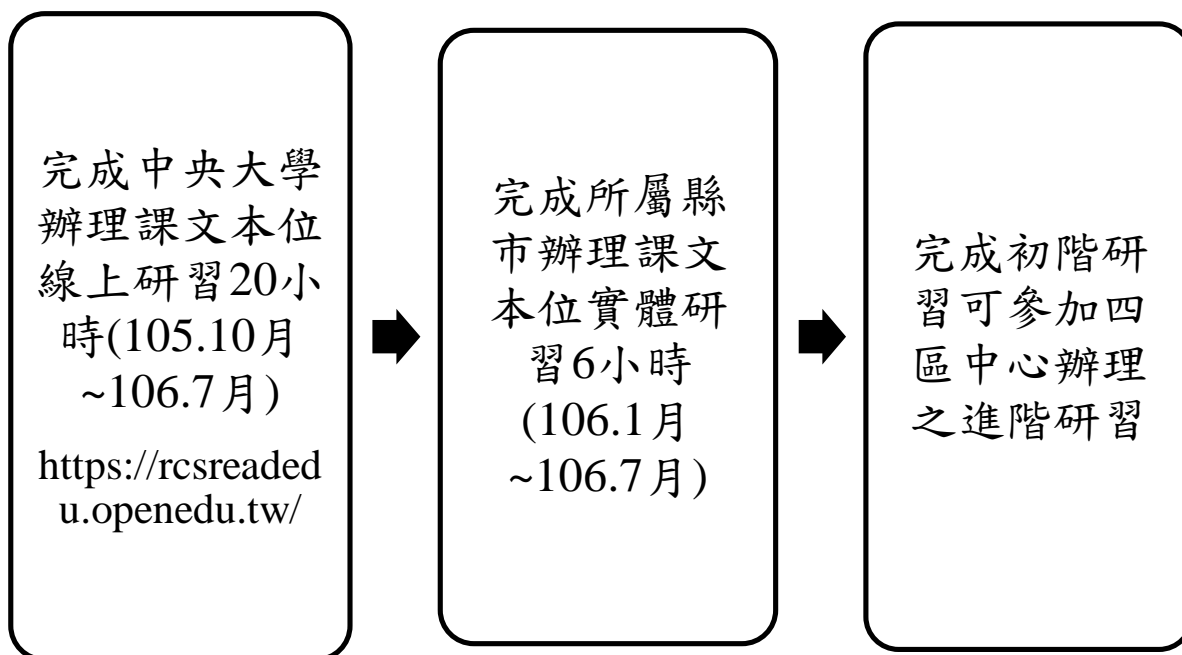 完成中央大學
辦理課文本位
線上研習20小
時(105.10月
~106.7月)
https://rcsreaded
u.openedu.tw/
完成所屬縣
市辦理課文
本位實體研
習6小時
(106.1月
~106.7月)
完成初階研
習可參加四
區中心辦理
之進階研習